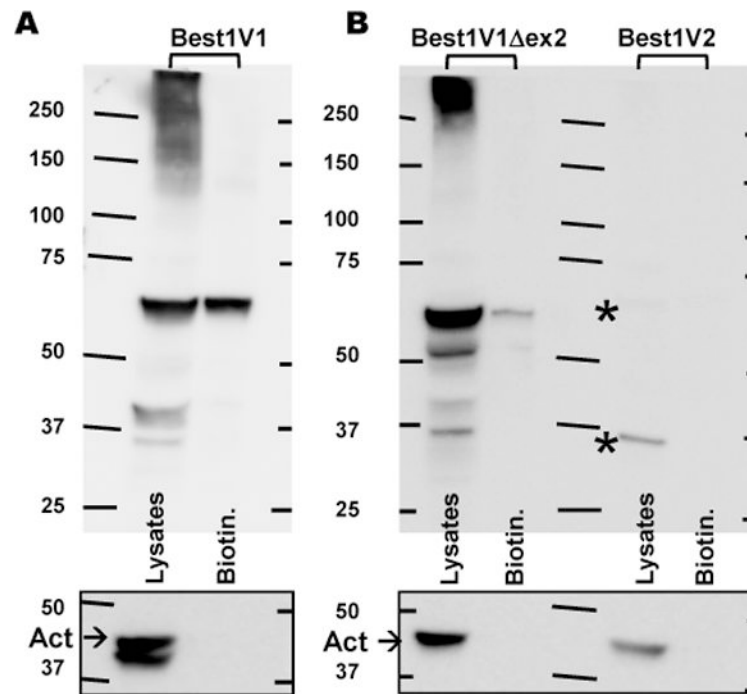 A
Best1V1
250
150
100
75
50
37
25
Lysates
Biotin.
50
Act →
37
B
Best1V1Δex2
Best1V2
250
150
100
75
*
50
37
*
25
Lysates
Biotin.
Lysates
Biotin.
50
Act →
37